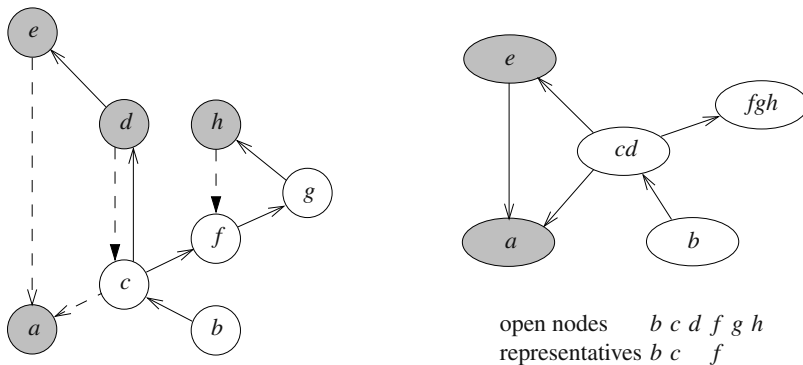 e
d
h
g
f
c
a
b
e
fgh
cd
a
b
open nodes b c d f g h
representatives b c f